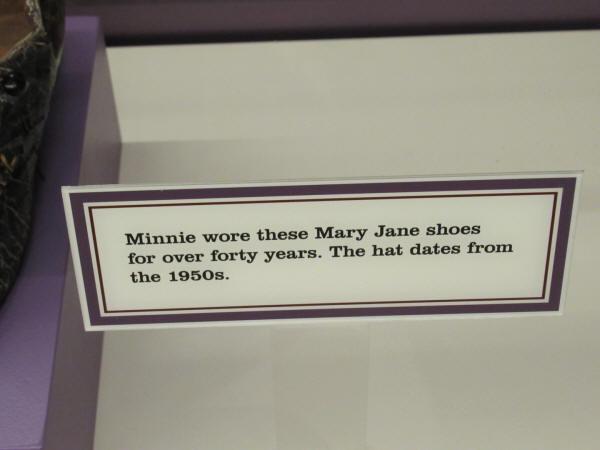 Minnie wore these Mary Jane shoes
for over forty years. The hat dates from
the 1950s.